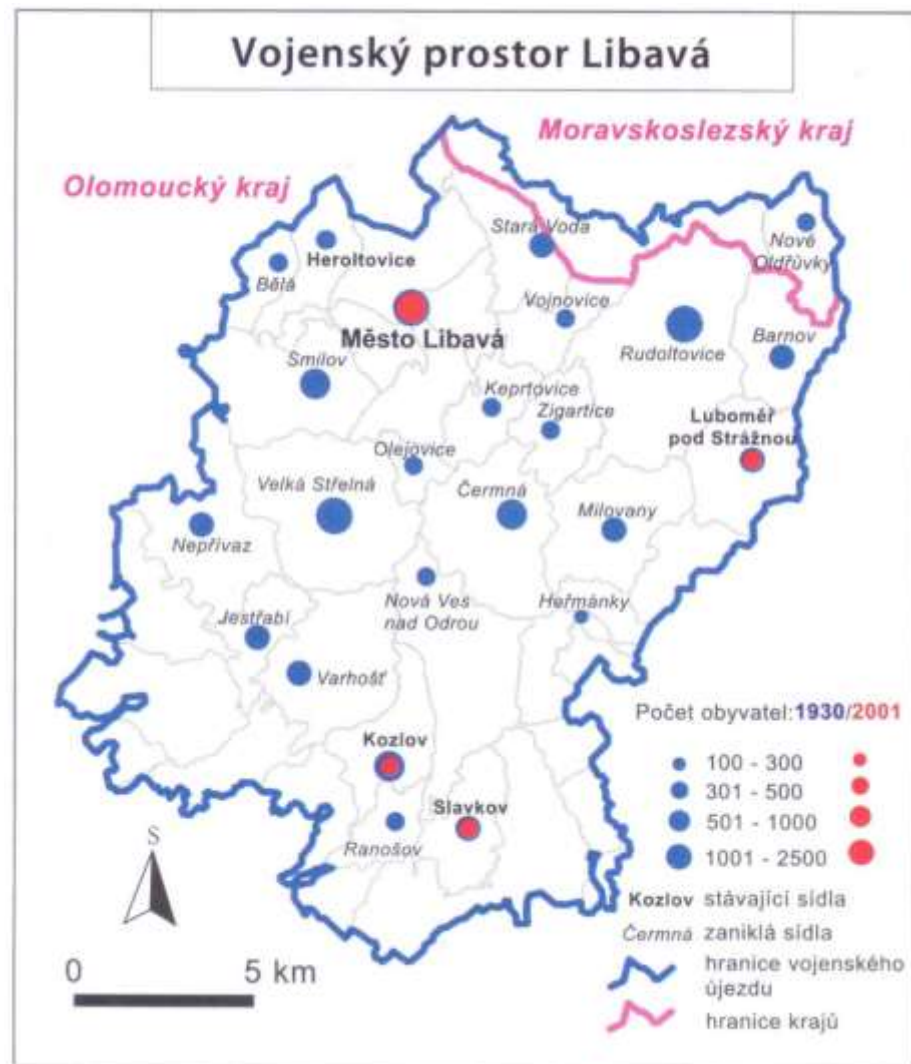 Vojenský prostor Libavá
Moravskoslezský kraj
Olomoucký kraj
Stará Voda
Nové
Oldřůvky
Heroltovice
Bělá
Vojnovice
Město Libavá
Rudoltovice
Barnov
Smilov
Keprtovice
Zigartice
Luboměř
pod Strážnou
Olejovice
Velká Střelná
Čermná
Milovany
Nepřívaz
Nová Ves
nad Odrou
Heřmánky
Jestřabí
Varhošť
Počet obyvatel:1930/2001
Kozlov
100 - 300
301 - 500
Slavkov
501 - 1000
Ranošov
1001 - 2500
S
Kozlov stávající sídla
Čermná zaniklá sídla
0 5 km
hranice vojenského
újezdu
hranice krajů